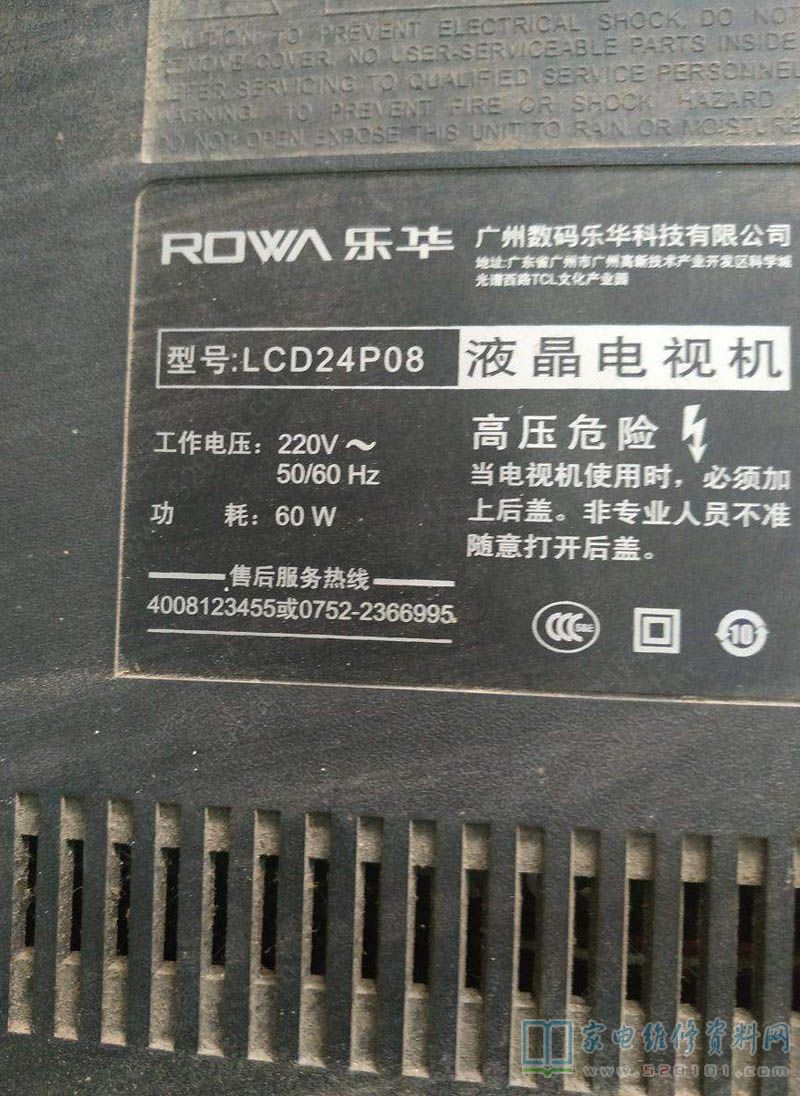 CAUTION: TO PREVENT ELECTRICAL SHOCK. DO NOT
REMOVE COVER. NO USER-SERVICEABLE PARTS INSIDE
REFER SERVICING TO QUALIFIED SERVICE PERSONNEL
WARNING: TO PREVENT FIRE OR SHOCK HAZARD
DO NOT OPEN EXPOSE THIS UNIT TO RAIN OR MOISTURE
ROWA 乐华 广州数码乐华科技有限公司
地址:广东省广州市广州高新技术产业开发区科学城
光谱西路TCL文化产业园
型号:LCD24P08 液晶电视机
工作电压: 220V ~
50/60 Hz
功 耗: 60 W
高压危险
当电视机使用时，必须加
上后盖。非专业人员不准
随意打开后盖。
售后服务热线
4008123455或0752-2366995
CCC S&E
10
家电维修资料网
www.520101.com